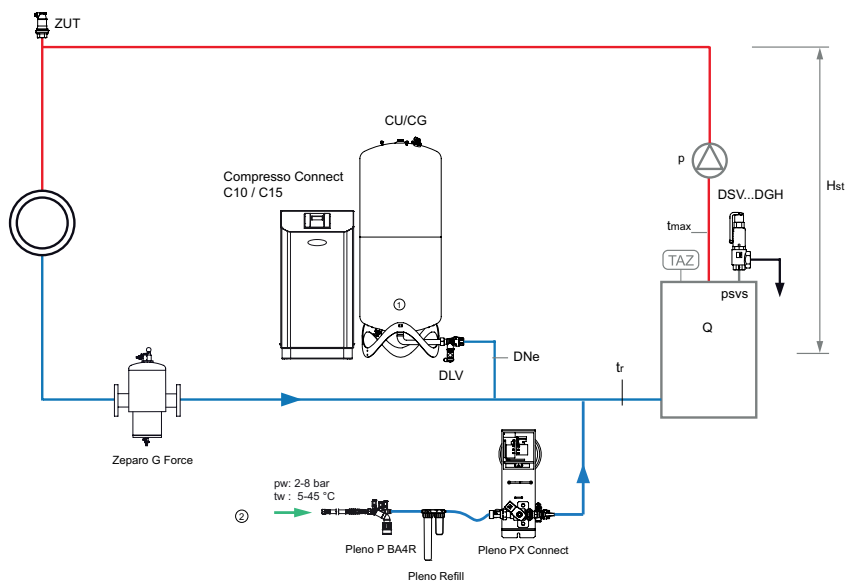 ZUT
CU/CG
Compresso Connect
C10 / C15
p
Hst
DSV...DGH
tmax
TAZ
psvs
Q
1
DNe
DLV
tr
Zeparo G Force
pw: 2-8 bar
tw : 5-45 °C
2
Pleno P BA4R
Pleno PX Connect
Pleno Refill